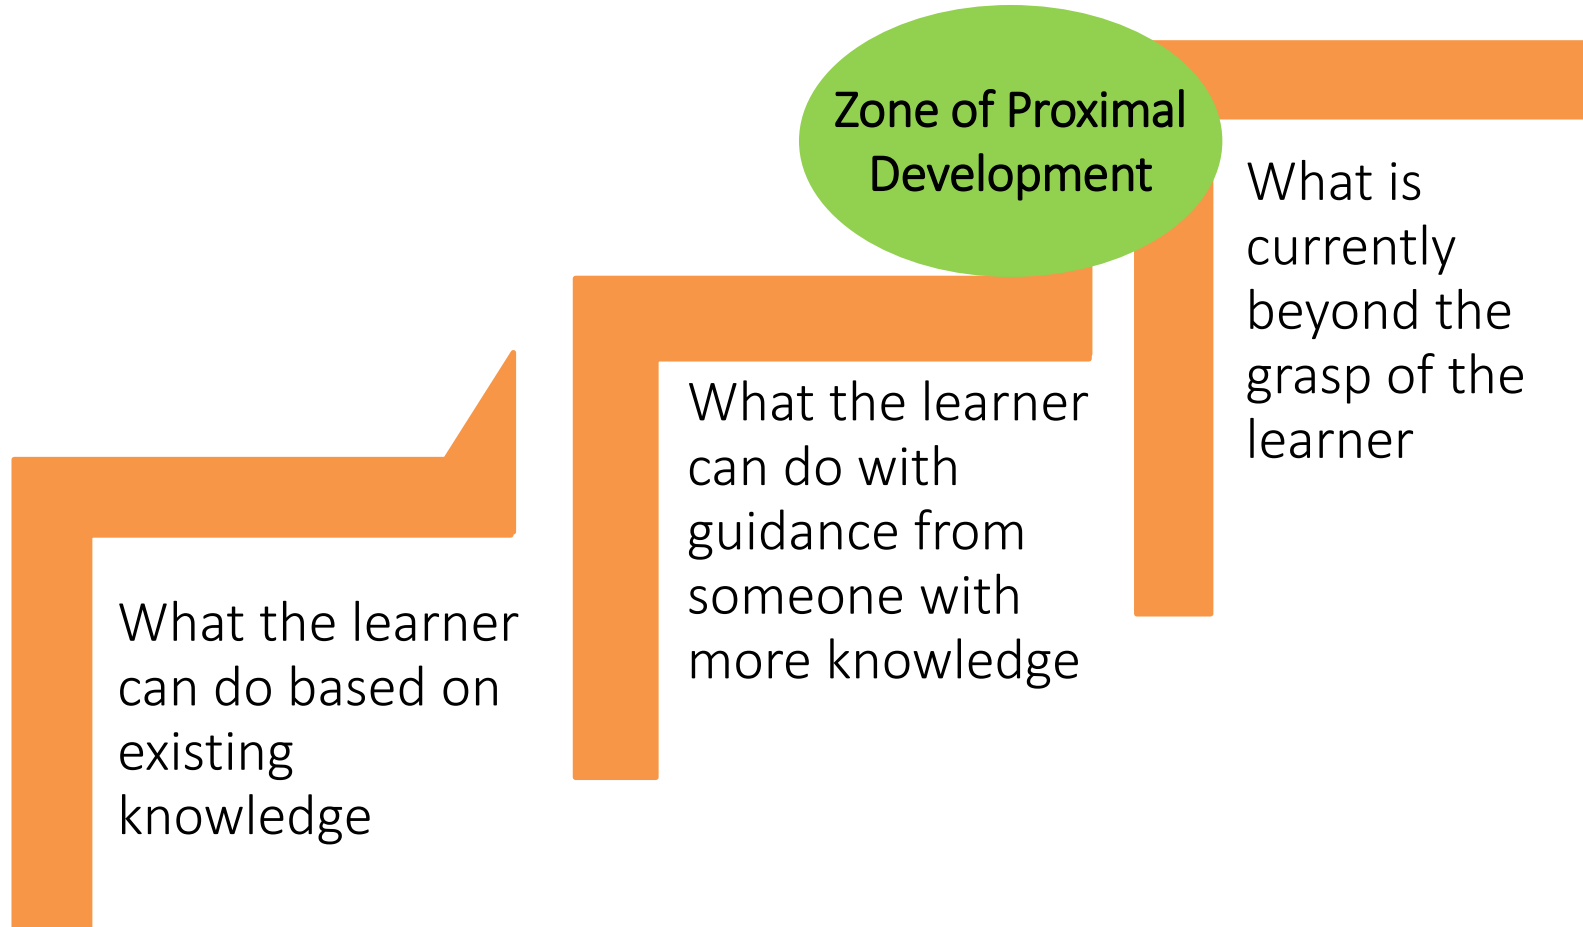 Zone of Proximal
Development
What is
currently
beyond the
grasp of the
learner
What the learner
can do with
guidance from
someone with
more knowledge
What the learner
can do based on
existing
knowledge